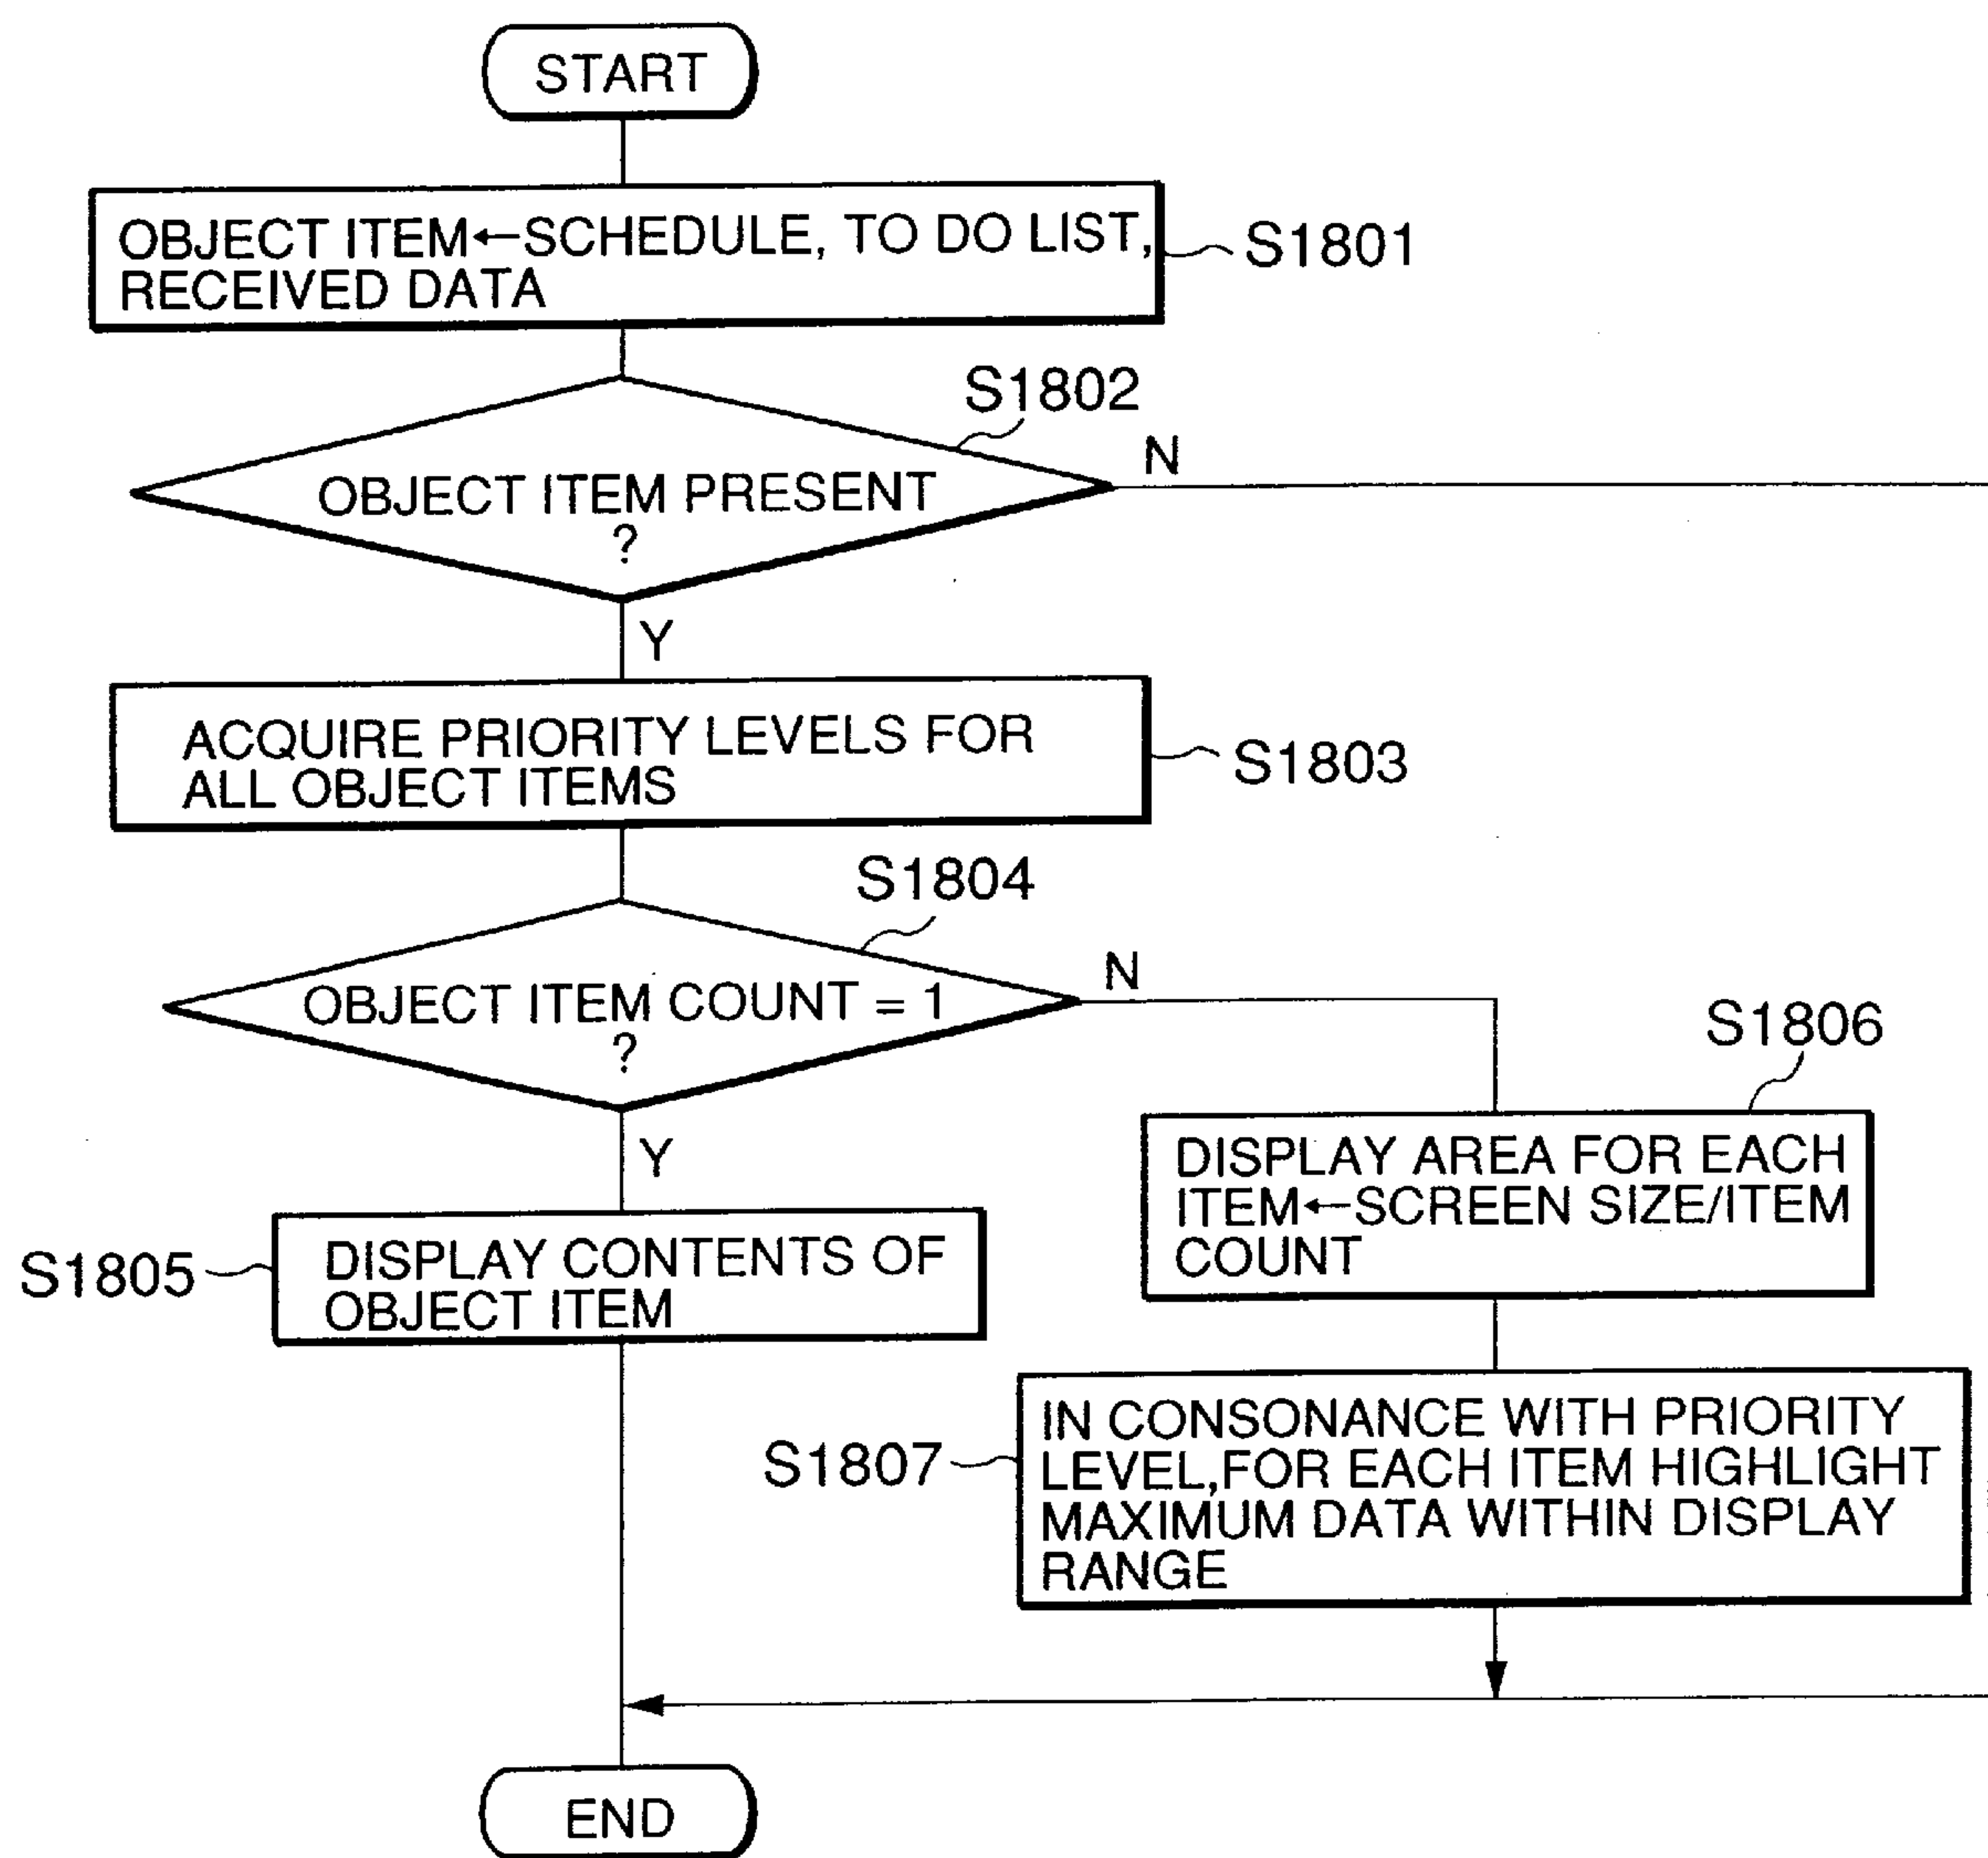 START
OBJECT ITEM←SCHEDULE, TO DO LIST,
RECEIVED DATA
S1801
S1802
N
OBJECT ITEM PRESENT
?
Y
ACQUIRE PRIORITY LEVELS FOR
ALL OBJECT ITEMS
S1803
S1804
N
OBJECT ITEM COUNT = 1
?
Y
S1806
DISPLAY AREA FOR EACH
ITEM←SCREEN SIZE/ITEM
COUNT
S1805
DISPLAY CONTENTS OF
OBJECT ITEM
S1807
IN CONSONANCE WITH PRIORITY
LEVEL,FOR EACH ITEM HIGHLIGHT
MAXIMUM DATA WITHIN DISPLAY
RANGE
END